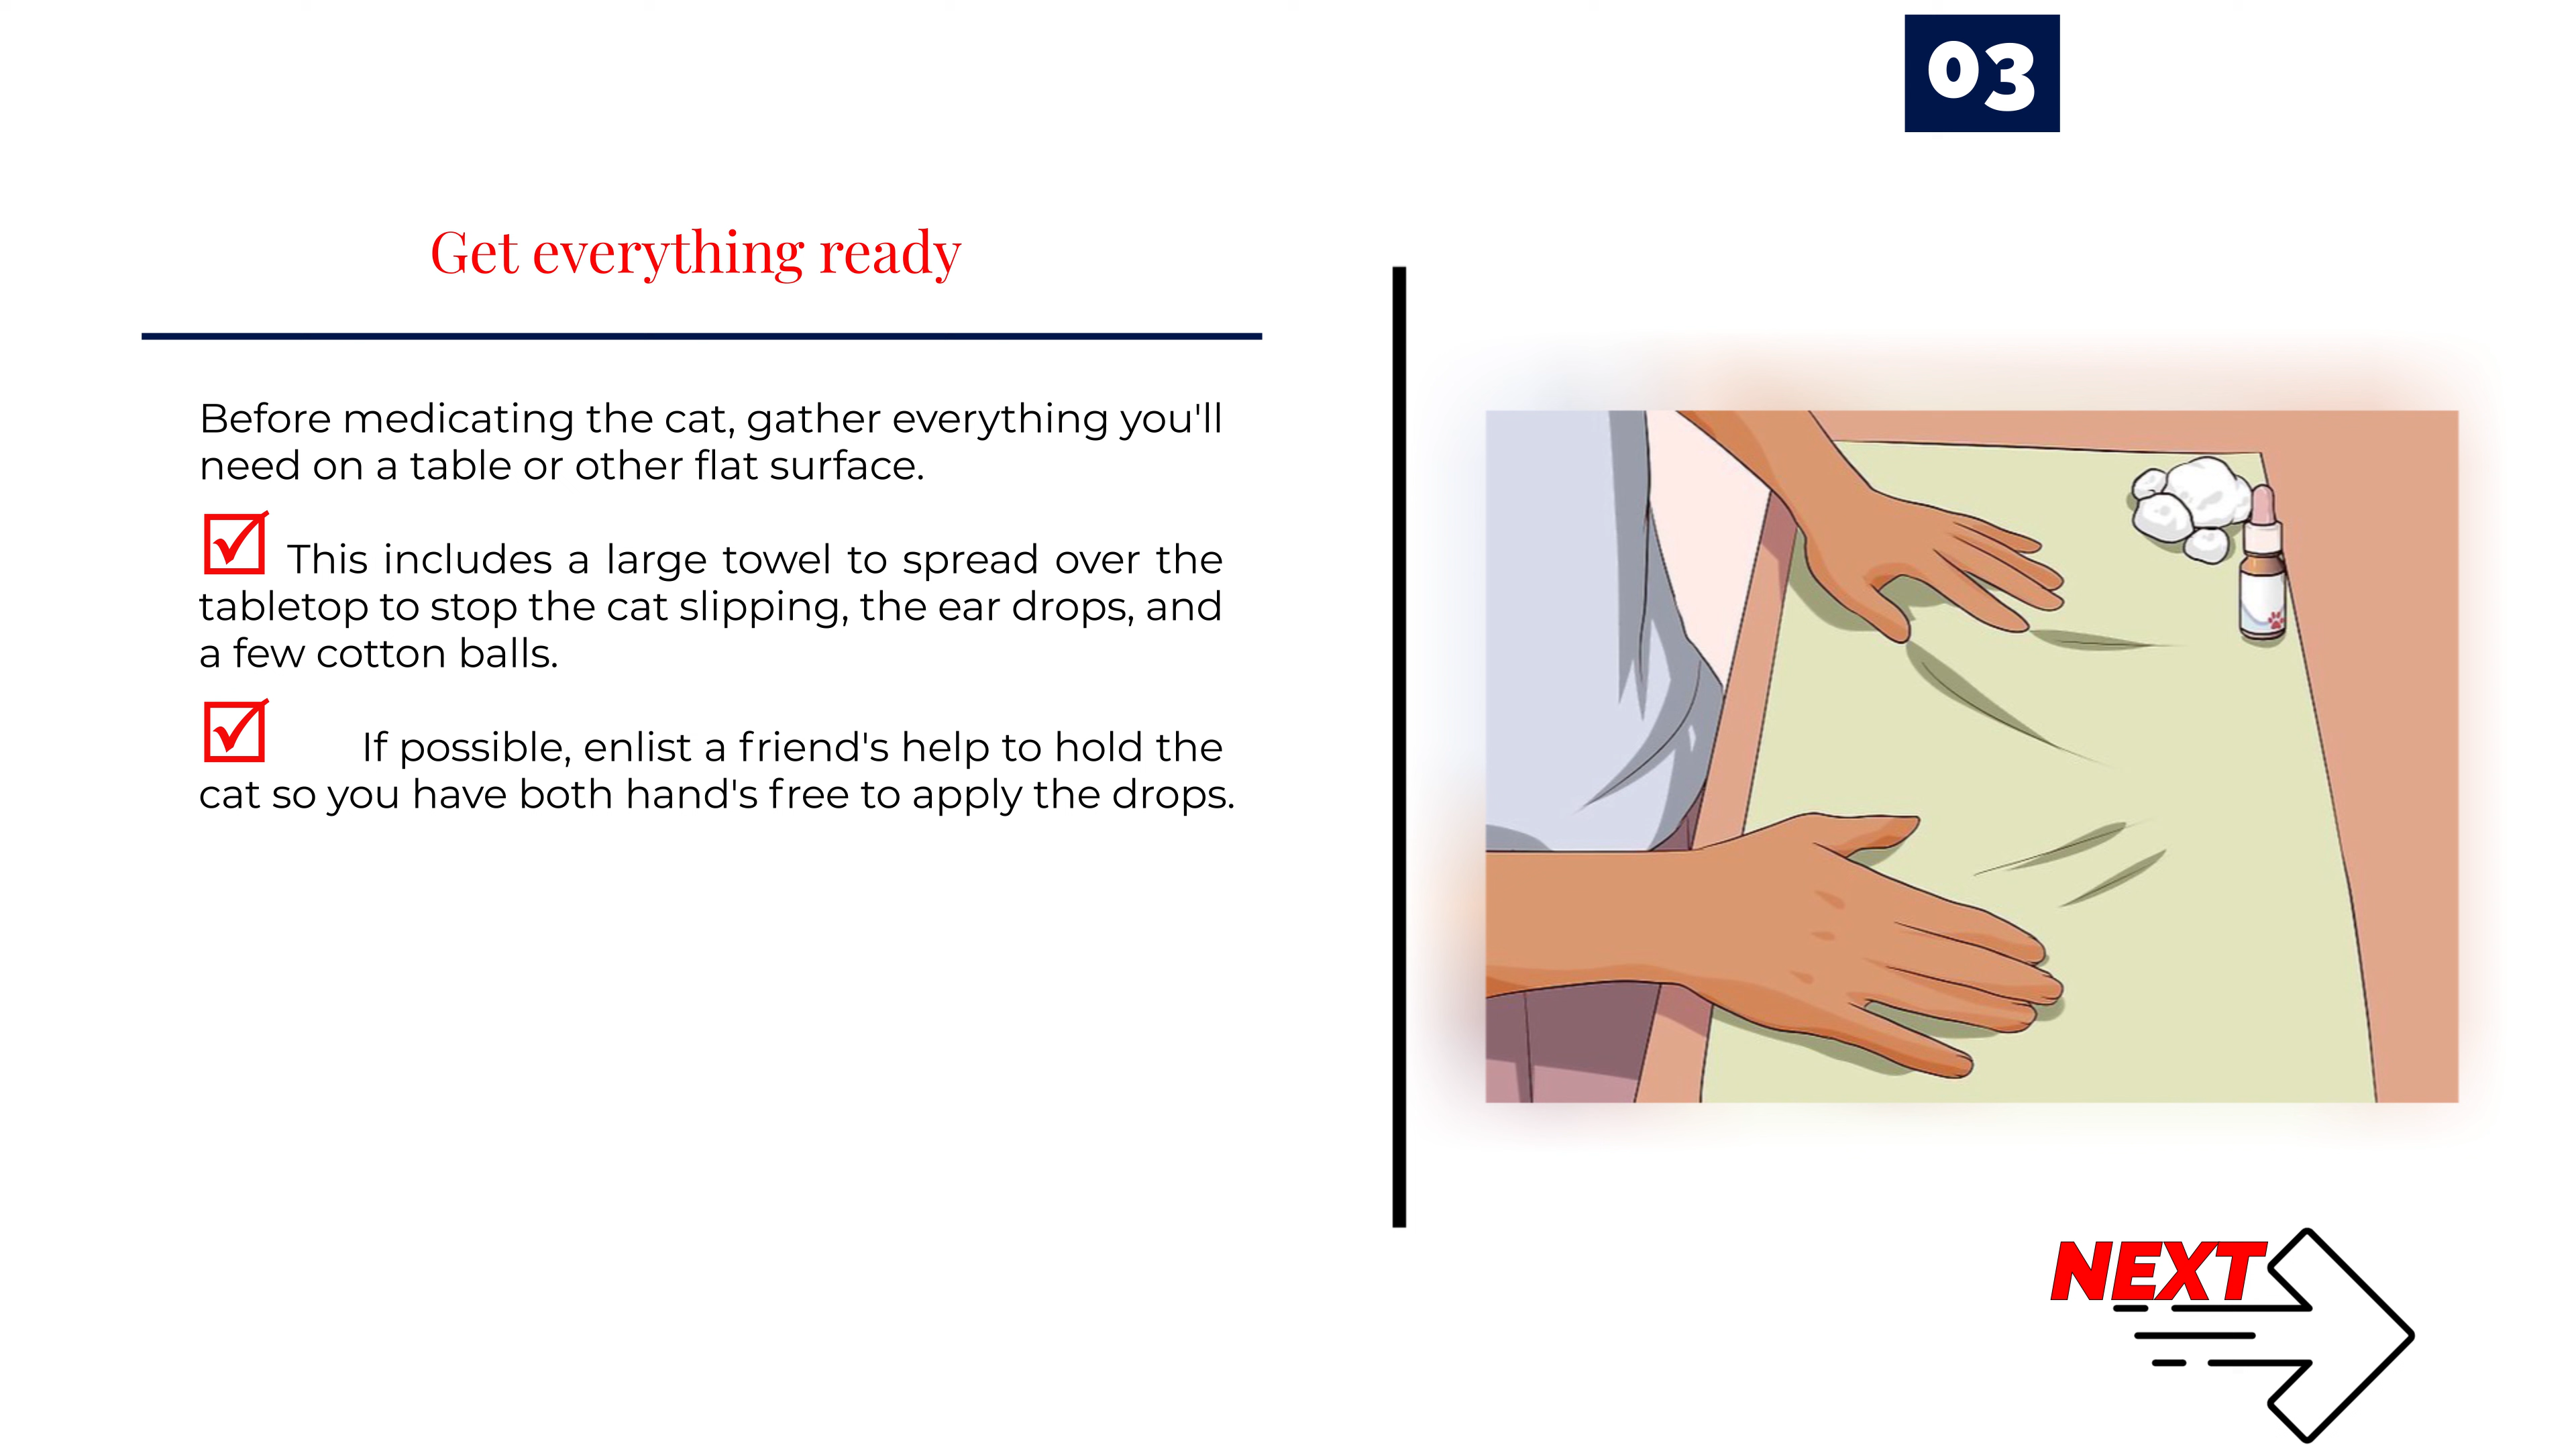 03
Get everything ready
Before medicating the cat, gather everything you'll
need on a table or other flat surface.
This includes a large towel to spread over the
tabletop to stop the cat slipping, the ear drops, and
a few cotton balls.
If possible, enlist a friend's help to hold the
cat so you have both hand's free to apply the drops.
NEXT